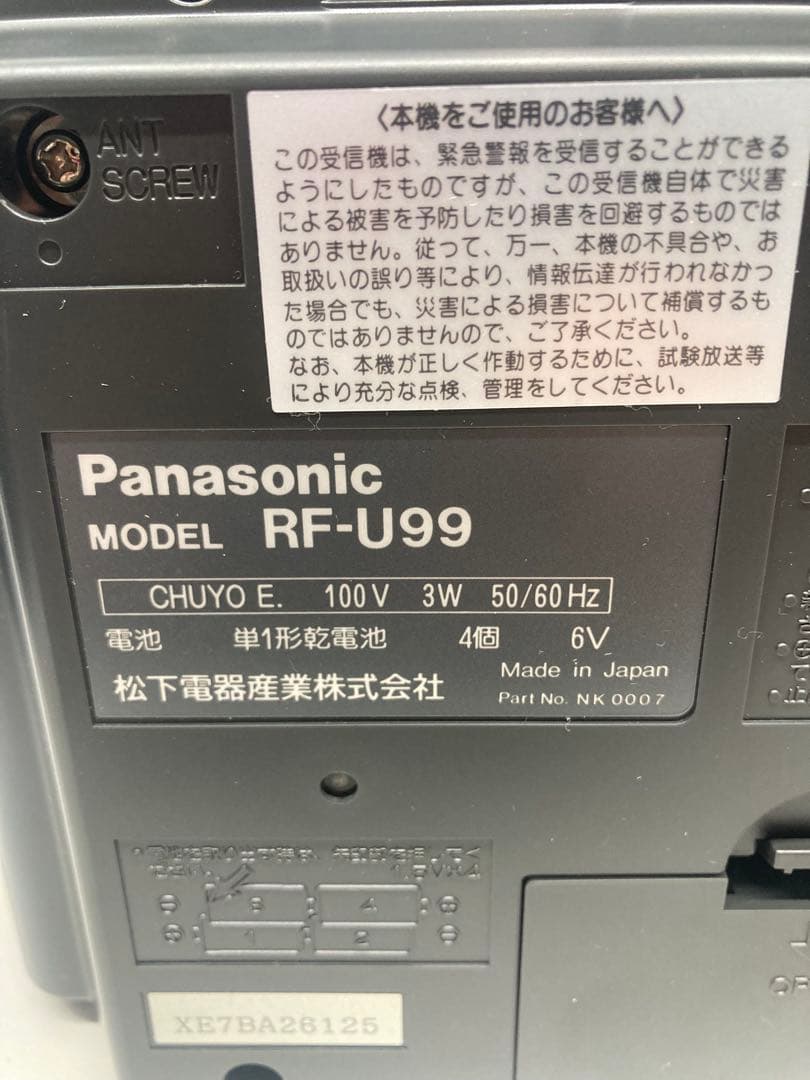 ANT
SCREW
〈本機をご使用のお客様へ〉
この受信機は、緊急警報を受信することができる
ようにしたものですが、この受信機自体で災害
による被害を予防したり損害を回避するものでは
ありません。従って、万一、本機の不具合や、お
取扱いの誤り等により、情報伝達が行われなかっ
た場合でも、災害による損害について補償するも
のではありませんので、ご了承ください。
なお、本機が正しく作動するために、試験放送等
により充分な点検、管理をしてください。
Panasonic
MODEL RF-U99
CHUYO E. 100V 3W 50/60Hz
電池 単1形乾電池 4個 6V
松下電器産業株式会社
Made in Japan
Part No. NK0007
1.5V×4
3 4
1 2
XE7BA26125